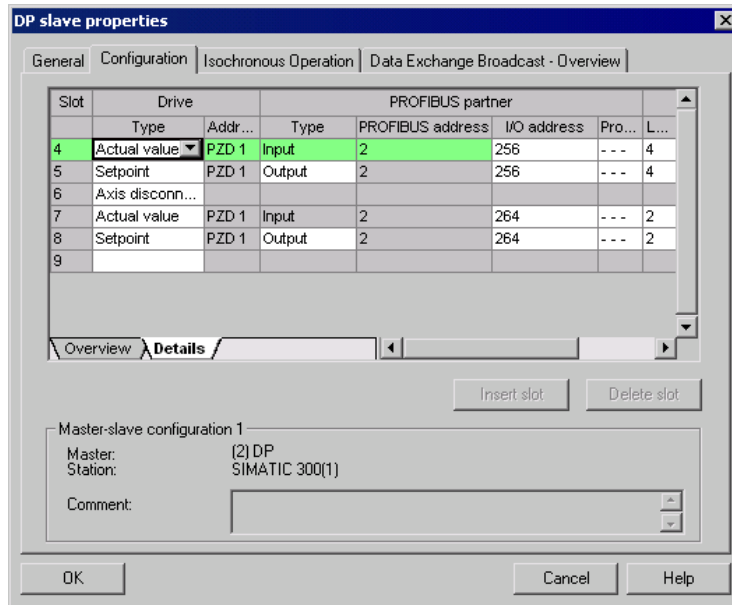 DP slave properties
General Configuration Isochronous Operation Data Exchange Broadcast - Overview
Slot Drive PROFIBUS partner
Type Addr... Type PROFIBUS address I/O address Pro... L...
4 Actual value PZD 1 Input 2 256 - - - 4
5 Setpoint PZD 1 Output 2 256 - - - 4
6 Axis disconn...
7 Actual value PZD 1 Input 2 264 - - - 2
8 Setpoint PZD 1 Output 2 264 - - - 2
9
Overview Details
Insert slot Delete slot
Master-slave configuration 1
Master: (2) DP
Station: SIMATIC 300(1)
Comment:
OK Cancel Help